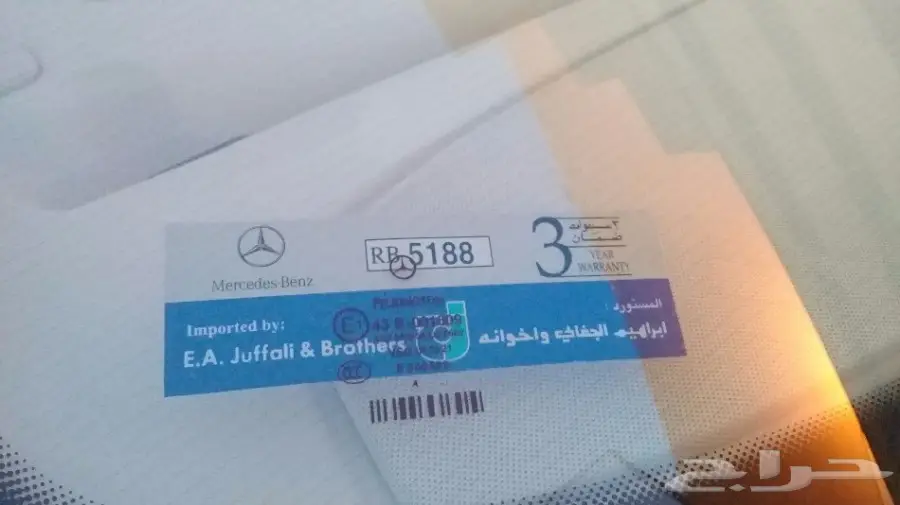 Mercedes-Benz
RB 5188
3
٣ سنوات
ضمان
YEAR
WARRANTY
Imported by:
E.A. Juffali & Brothers
المستورد :
ابراهيم الجفالي واخوانه
E1
A
حراج